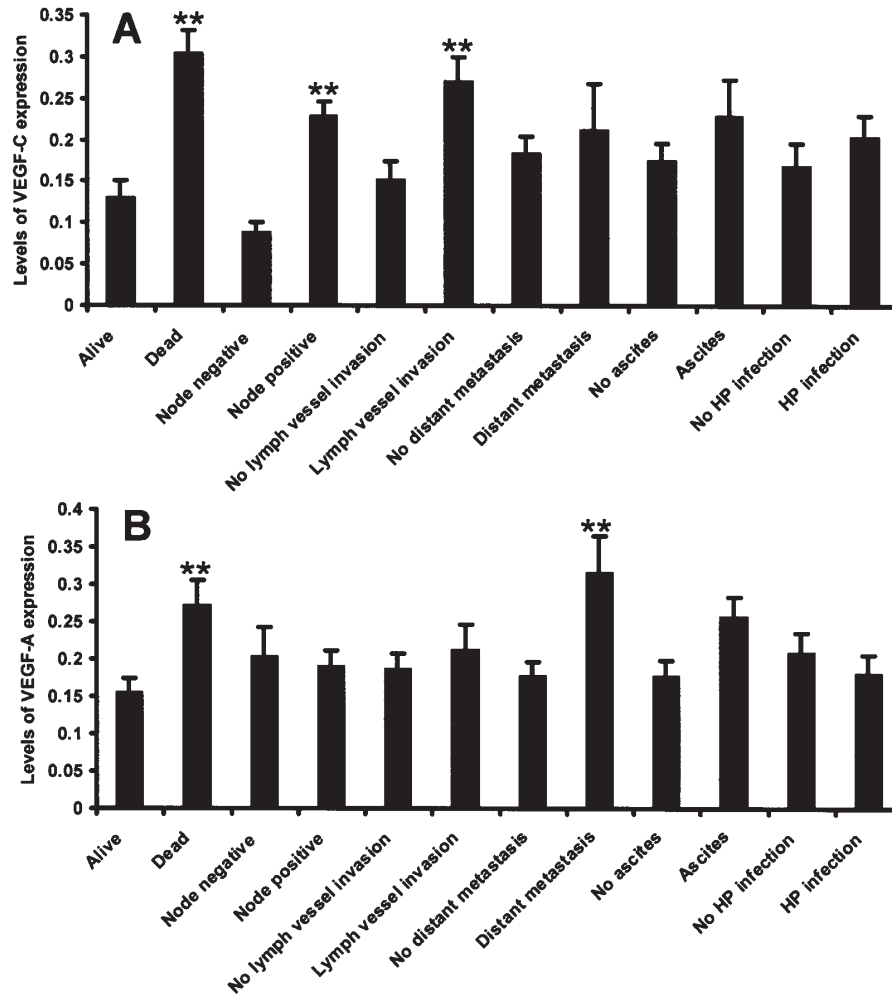 A
Levels of VEGF-C expression
0.35
0.3
0.25
0.2
0.15
0.1
0.05
0
**
**
**
Alive
Dead
Node negative
Node positive
No lymph vessel invasion
Lymph vessel invasion
No distant metastasis
Distant metastasis
No ascites
Ascites
No HP infection
HP infection
B
Levels of VEGF-A expression
0.4
0.35
0.3
0.25
0.2
0.15
0.1
0.05
0
**
**
Alive
Dead
Node negative
Node positive
No lymph vessel invasion
Lymph vessel invasion
No distant metastasis
Distant metastasis
No ascites
Ascites
No HP infection
HP infection